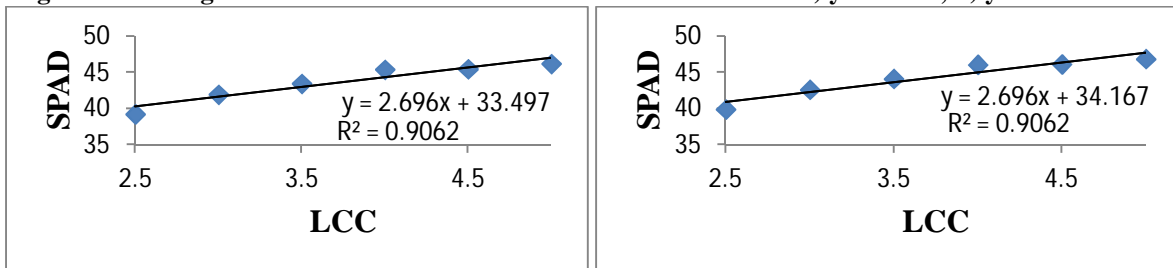 50
45
40
35
SPAD
y = 2.696x + 33.497
R² = 0.9062
2.5 3.5 4.5
LCC
50
45
40
35
SPAD
y = 2.696x + 34.167
R² = 0.9062
2.5 3.5 4.5
LCC